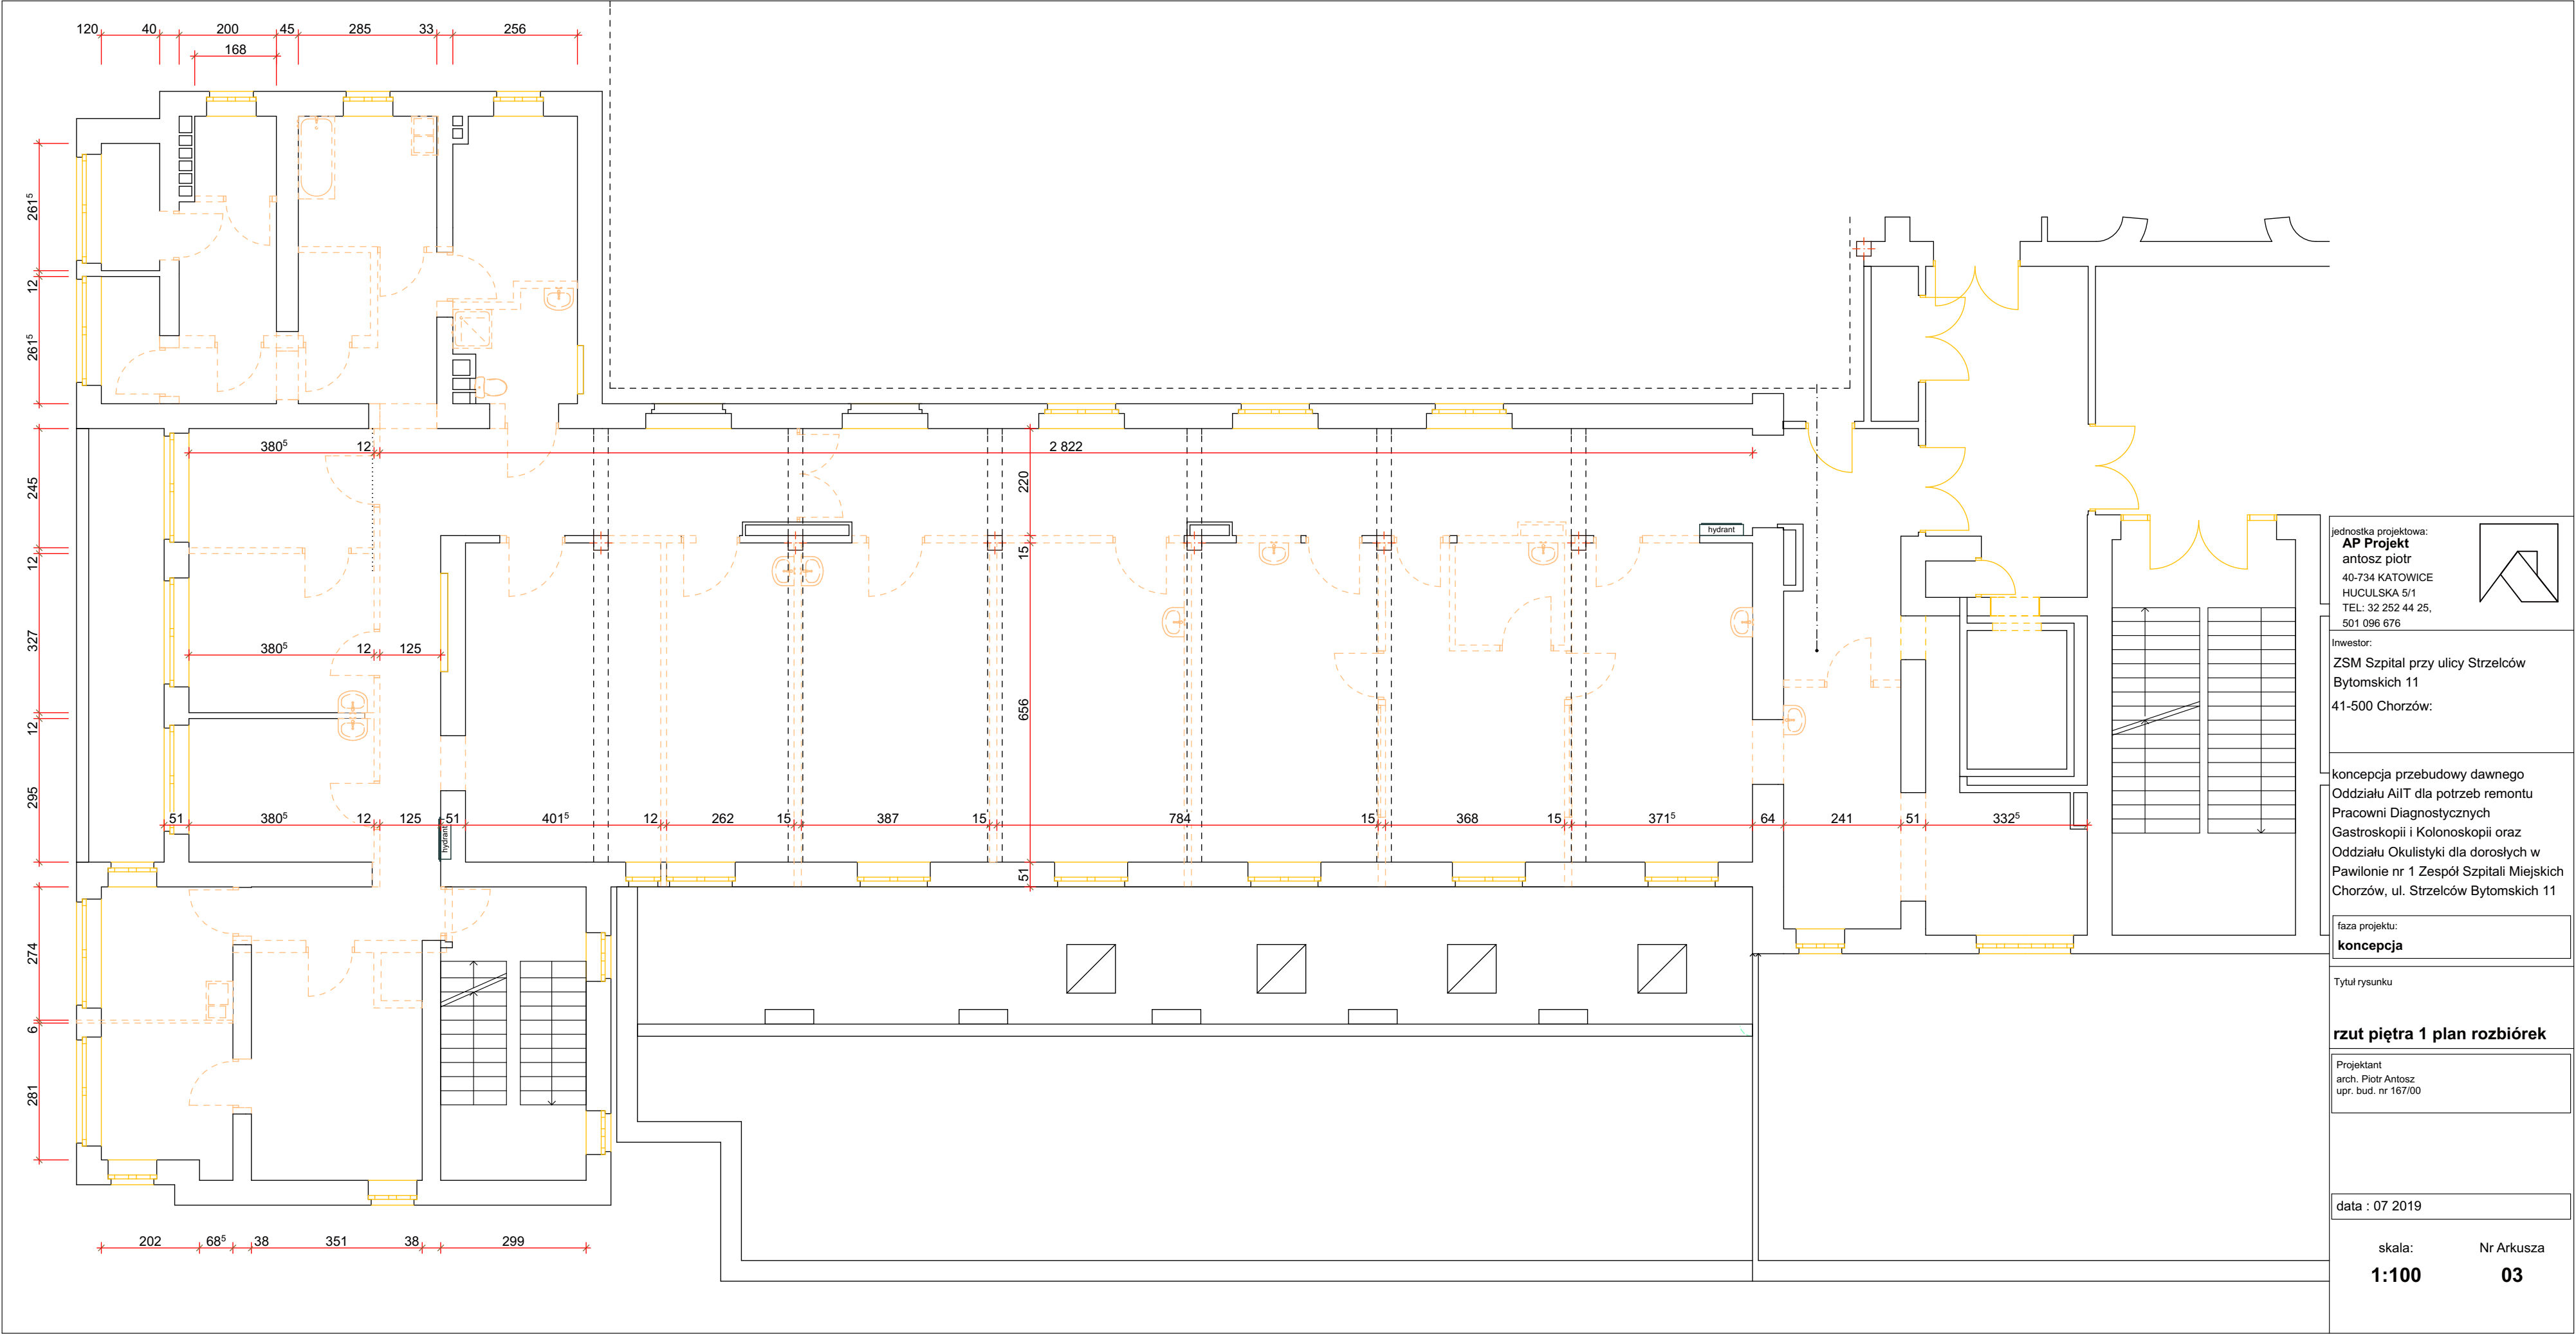 120 40 200 45 285 33 256
168
261⁵
12
261⁵
245
12
327
12
295
274
6
281
380⁵ 12 2 822
220
15
656
51
hydrant
380⁵ 12 125
51 380⁵ 12 125 51 401⁵ 12 262 15 387 15 784 15 368 15 371⁵ 64 241 51 332⁵
hydrant
202 68⁵ 38 351 38 299
jednostka projektowa:
AP Projekt
antosz piotr
40-734 KATOWICE
HUCULSKA 5/1
TEL: 32 252 44 25,
501 096 676
Inwestor:
ZSM Szpital przy ulicy Strzelców
Bytomskich 11
41-500 Chorzów:
koncepcja przebudowy dawnego
Oddziału AiIT dla potrzeb remontu
Pracowni Diagnostycznych
Gastroskopii i Kolonoskopii oraz
Oddziału Okulistyki dla dorosłych w
Pawilonie nr 1 Zespół Szpitali Miejskich
Chorzów, ul. Strzelców Bytomskich 11
faza projektu:
koncepcja
Tytuł rysunku
rzut piętra 1 plan rozbiórek
Projektant
arch. Piotr Antosz
upr. bud. nr 167/00
data : 07 2019
skala: Nr Arkusza
1:100 03